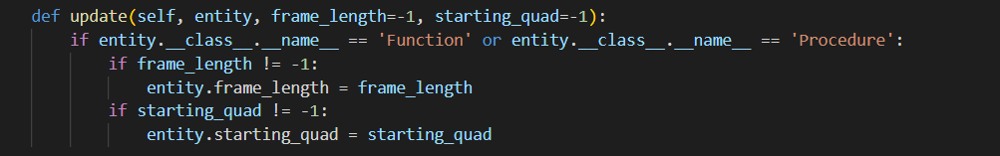 def update(self, entity, frame_length=-1, starting_quad=-1):
    if entity.__class__.__name__ == 'Function' or entity.__class__.__name__ == 'Procedure':
        if frame_length != -1:
            entity.frame_length = frame_length
        if starting_quad != -1:
            entity.starting_quad = starting_quad